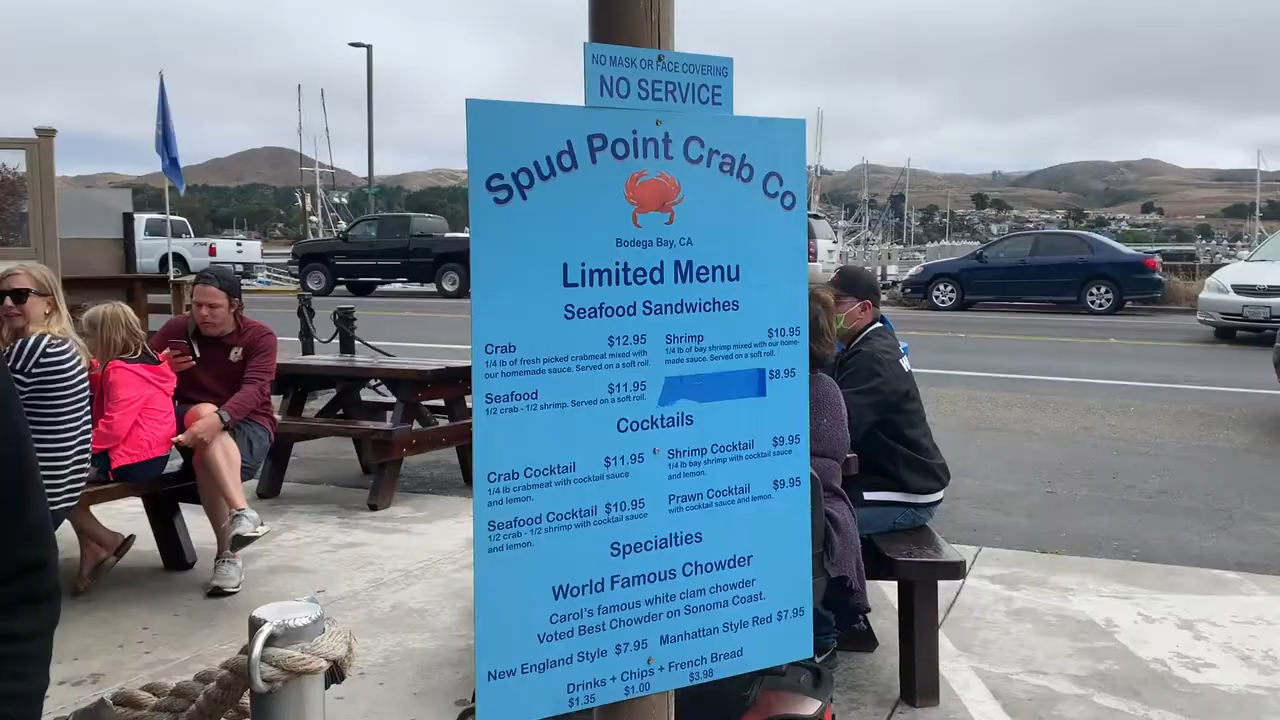 NO MASK OR FACE COVERING
NO SERVICE
Spud Point Crab Co
Bodega Bay, CA
Limited Menu
Seafood Sandwiches
Crab $12.95
1/4 lb of fresh picked crabmeat mixed with
our homemade sauce. Served on a soft roll.
Shrimp $10.95
1/4 lb of bay shrimp mixed with our home-
made sauce. Served on a soft roll.
Seafood $11.95
1/2 crab - 1/2 shrimp. Served on a soft roll.
$8.95
Cocktails
Crab Cocktail $11.95
1/4 lb crabmeat with cocktail sauce
and lemon.
Shrimp Cocktail $9.95
1/4 lb bay shrimp with cocktail sauce
and lemon.
Seafood Cocktail $10.95
1/2 crab - 1/2 shrimp with cocktail sauce
and lemon.
Prawn Cocktail $9.95
with cocktail sauce and lemon.
Specialties
World Famous Chowder
Carol's famous white clam chowder
Voted Best Chowder on Sonoma Coast.
New England Style $7.95 Manhattan Style Red $7.95
Drinks + Chips + French Bread
$1.35 $1.00 $3.98